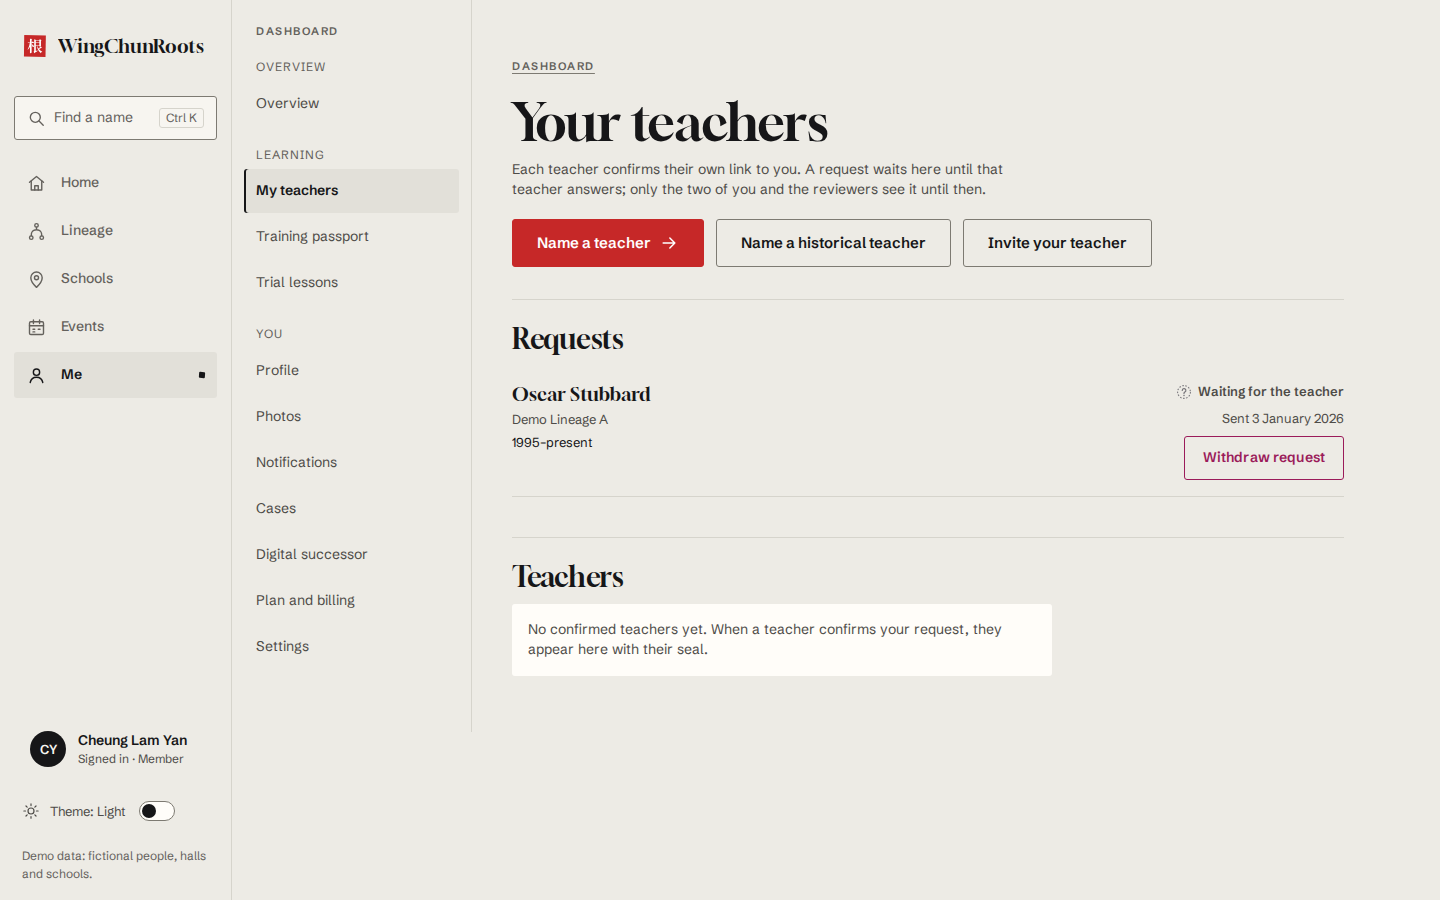 根 WingChunRoots
Find a name Ctrl K
Home
Lineage
Schools
Events
Me
CY
Cheung Lam Yan
Signed in · Member
Theme: Light
Demo data: fictional people, halls
and schools.
DASHBOARD
OVERVIEW
Overview
LEARNING
My teachers
Training passport
Trial lessons
YOU
Profile
Photos
Notifications
Cases
Digital successor
Plan and billing
Settings
DASHBOARD
Your teachers
Each teacher confirms their own link to you. A request waits here until that
teacher answers; only the two of you and the reviewers see it until then.
Name a teacher →
Name a historical teacher
Invite your teacher
Requests
Oscar Stubbard
Demo Lineage A
1995–present
Waiting for the teacher
Sent 3 January 2026
Withdraw request
Teachers
No confirmed teachers yet. When a teacher confirms your request, they
appear here with their seal.